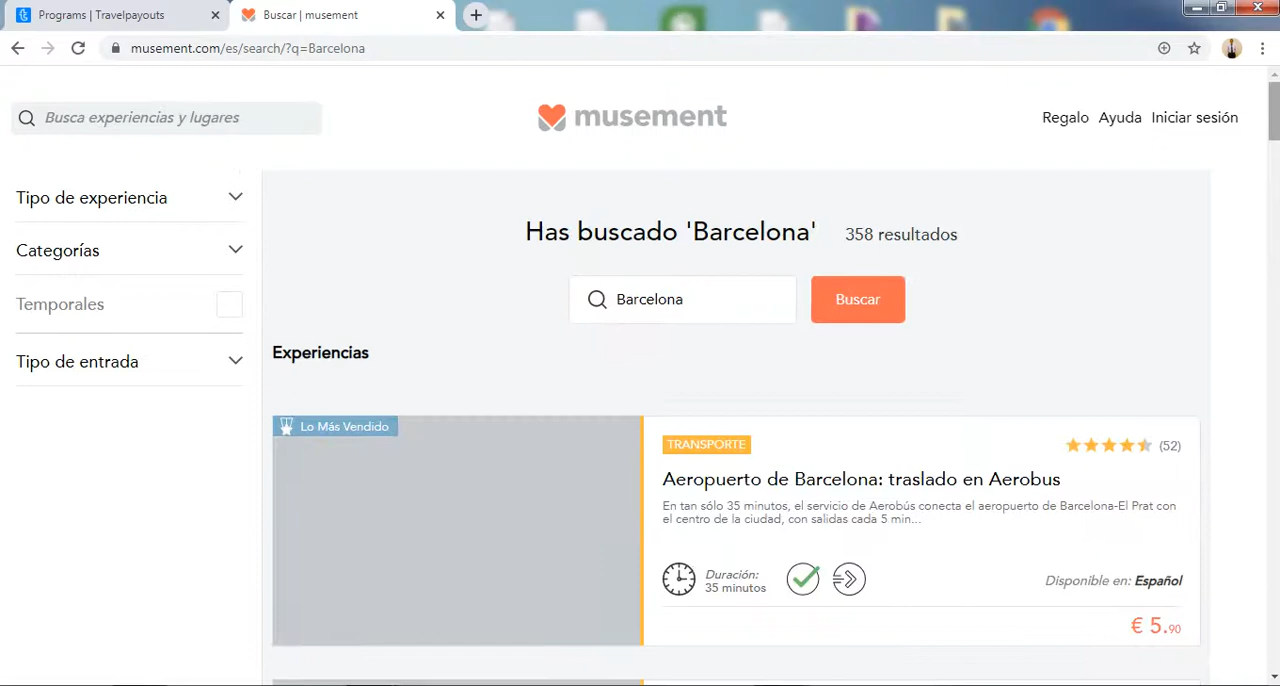 Programs | Travelpayouts
Buscar | musement
musement.com/es/search/?q=Barcelona
Busca experiencias y lugares
musement
Regalo Ayuda Iniciar sesión
Tipo de experiencia
Categorías
Temporales
Tipo de entrada
Has buscado 'Barcelona' 358 resultados
Barcelona
Buscar
Experiencias
Lo Más Vendido
TRANSPORTE
(52)
Aeropuerto de Barcelona: traslado en Aerobus
En tan sólo 35 minutos, el servicio de Aerobús conecta el aeropuerto de Barcelona-El Prat con
el centro de la ciudad, con salidas cada 5 min...
Duración:
35 minutos
Disponible en: Español
€ 5.90